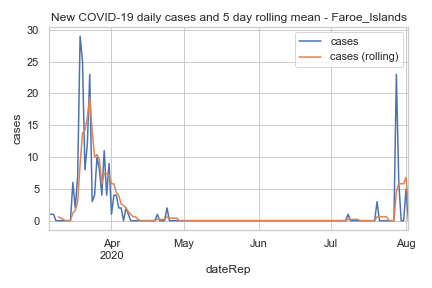 New COVID-19 daily cases and 5 day rolling mean - Faroe_Islands
cases
cases (rolling)
cases
30
25
20
15
10
5
0
Apr
2020
May
Jun
Jul
Aug
dateRep